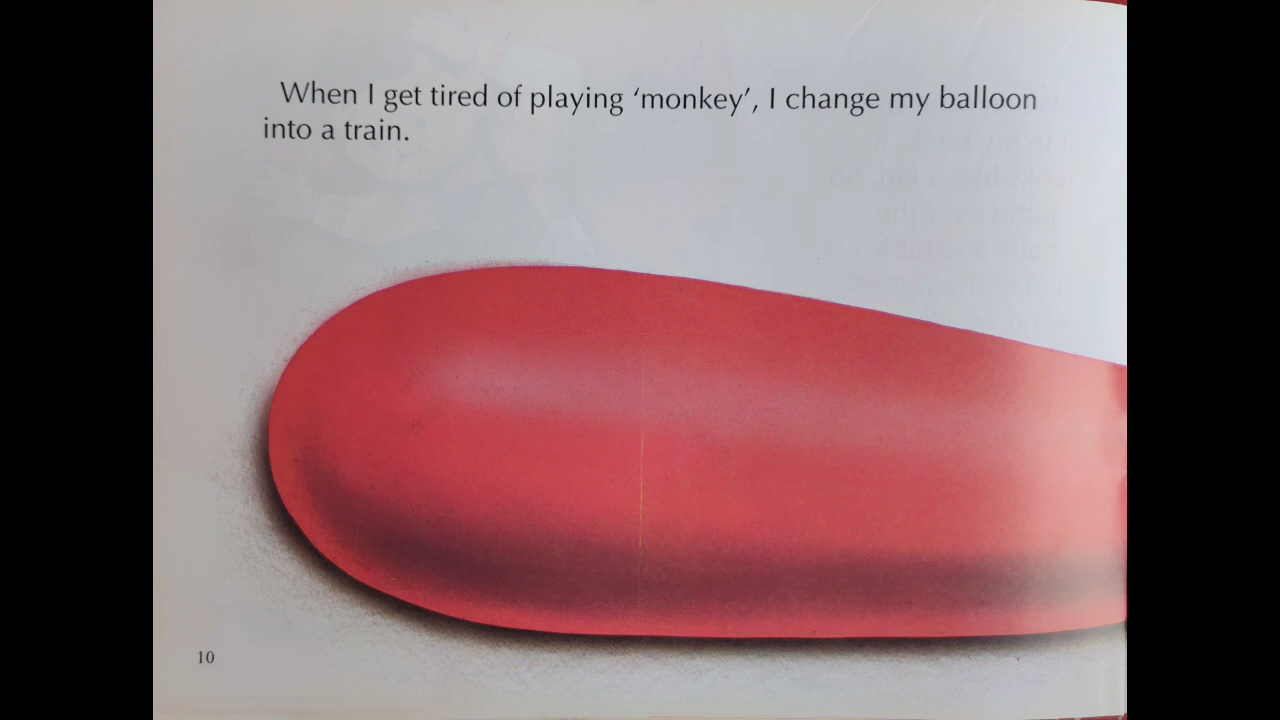 When I get tired of playing ‘monkey’, I change my balloon
into a train.
10